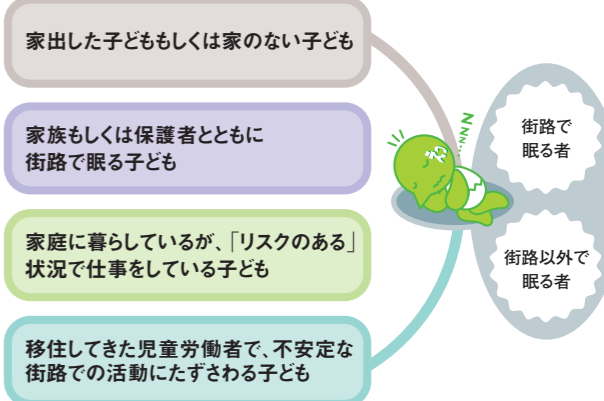 家出した子どももしくは家のない子ども
家族もしくは保護者とともに
街路で眠る子ども
家庭に暮らしているが、「リスクのある」
状況で仕事をしている子ども
移住してきた児童労働者で、不安定な
街路での活動にたずさわる子ども
NNN...
街路で
眠る者
街路以外で
眠る者